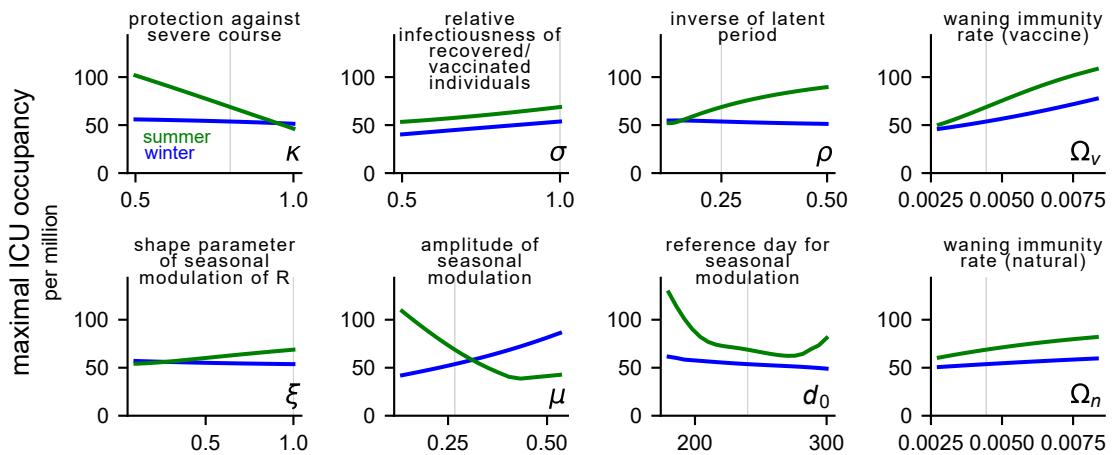 maximal ICU occupancy
per million
protection against
severe course
100
50
0
summer
winter
κ
0.5
1.0
relative
infectiousness of
recovered/
vaccinated
individuals
100
50
0
σ
0.5
1.0
inverse of latent
period
100
50
0
ρ
0.25
0.50
waning immunity
rate (vaccine)
100
50
0
Ωv
0.0025
0.0050
0.0075
shape parameter
of seasonal
modulation of R
100
50
0
ξ
0.5
1.0
amplitude of
seasonal
modulation
100
50
0
μ
0.25
0.50
reference day for
seasonal
modulation
100
50
0
d0
200
300
waning immunity
rate (natural)
100
50
0
Ωn
0.0025
0.0050
0.0075